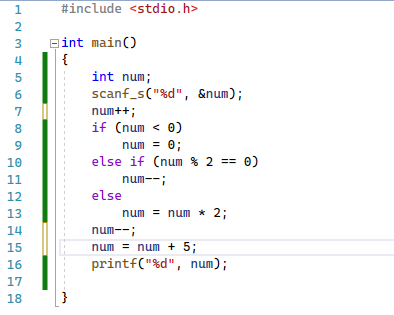 1 #include <stdio.h>
2
3 int main()
4 {
5 int num;
6 scanf_s("%d", &num);
7 num++;
8 if (num < 0)
9 num = 0;
10 else if (num % 2 == 0)
11 num--;
12 else
13 num = num * 2;
14 num--;
15 num = num + 5;
16 printf("%d", num);
17
18 }